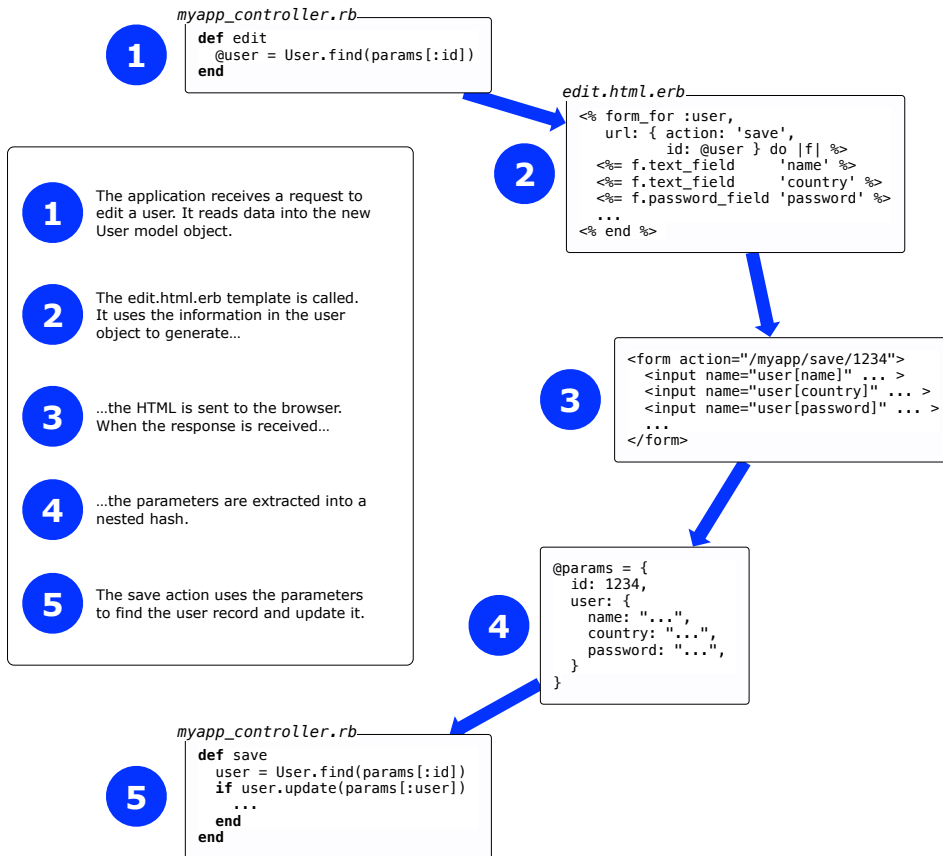 myapp_controller.rb
1
def edit
  @user = User.find(params[:id])
end
edit.html.erb
2
<% form_for :user,
   url: { action: 'save',
          id: @user } do |f| %>
  <%= f.text_field     'name' %>
  <%= f.text_field     'country' %>
  <%= f.password_field 'password' %>
  ...
<% end %>
1
The application receives a request to
edit a user. It reads data into the new
User model object.
2
The edit.html.erb template is called.
It uses the information in the user
object to generate…
3
…the HTML is sent to the browser.
When the response is received…
4
…the parameters are extracted into a
nested hash.
5
The save action uses the parameters
to find the user record and update it.
3
<form action="/myapp/save/1234">
  <input name="user[name]" ... >
  <input name="user[country]" ... >
  <input name="user[password]" ... >
  ...
</form>
4
@params = {
  id: 1234,
  user: {
    name: "...",
    country: "...",
    password: "...",
  }
}
myapp_controller.rb
5
def save
  user = User.find(params[:id])
  if user.update(params[:user])
    ...
  end
end